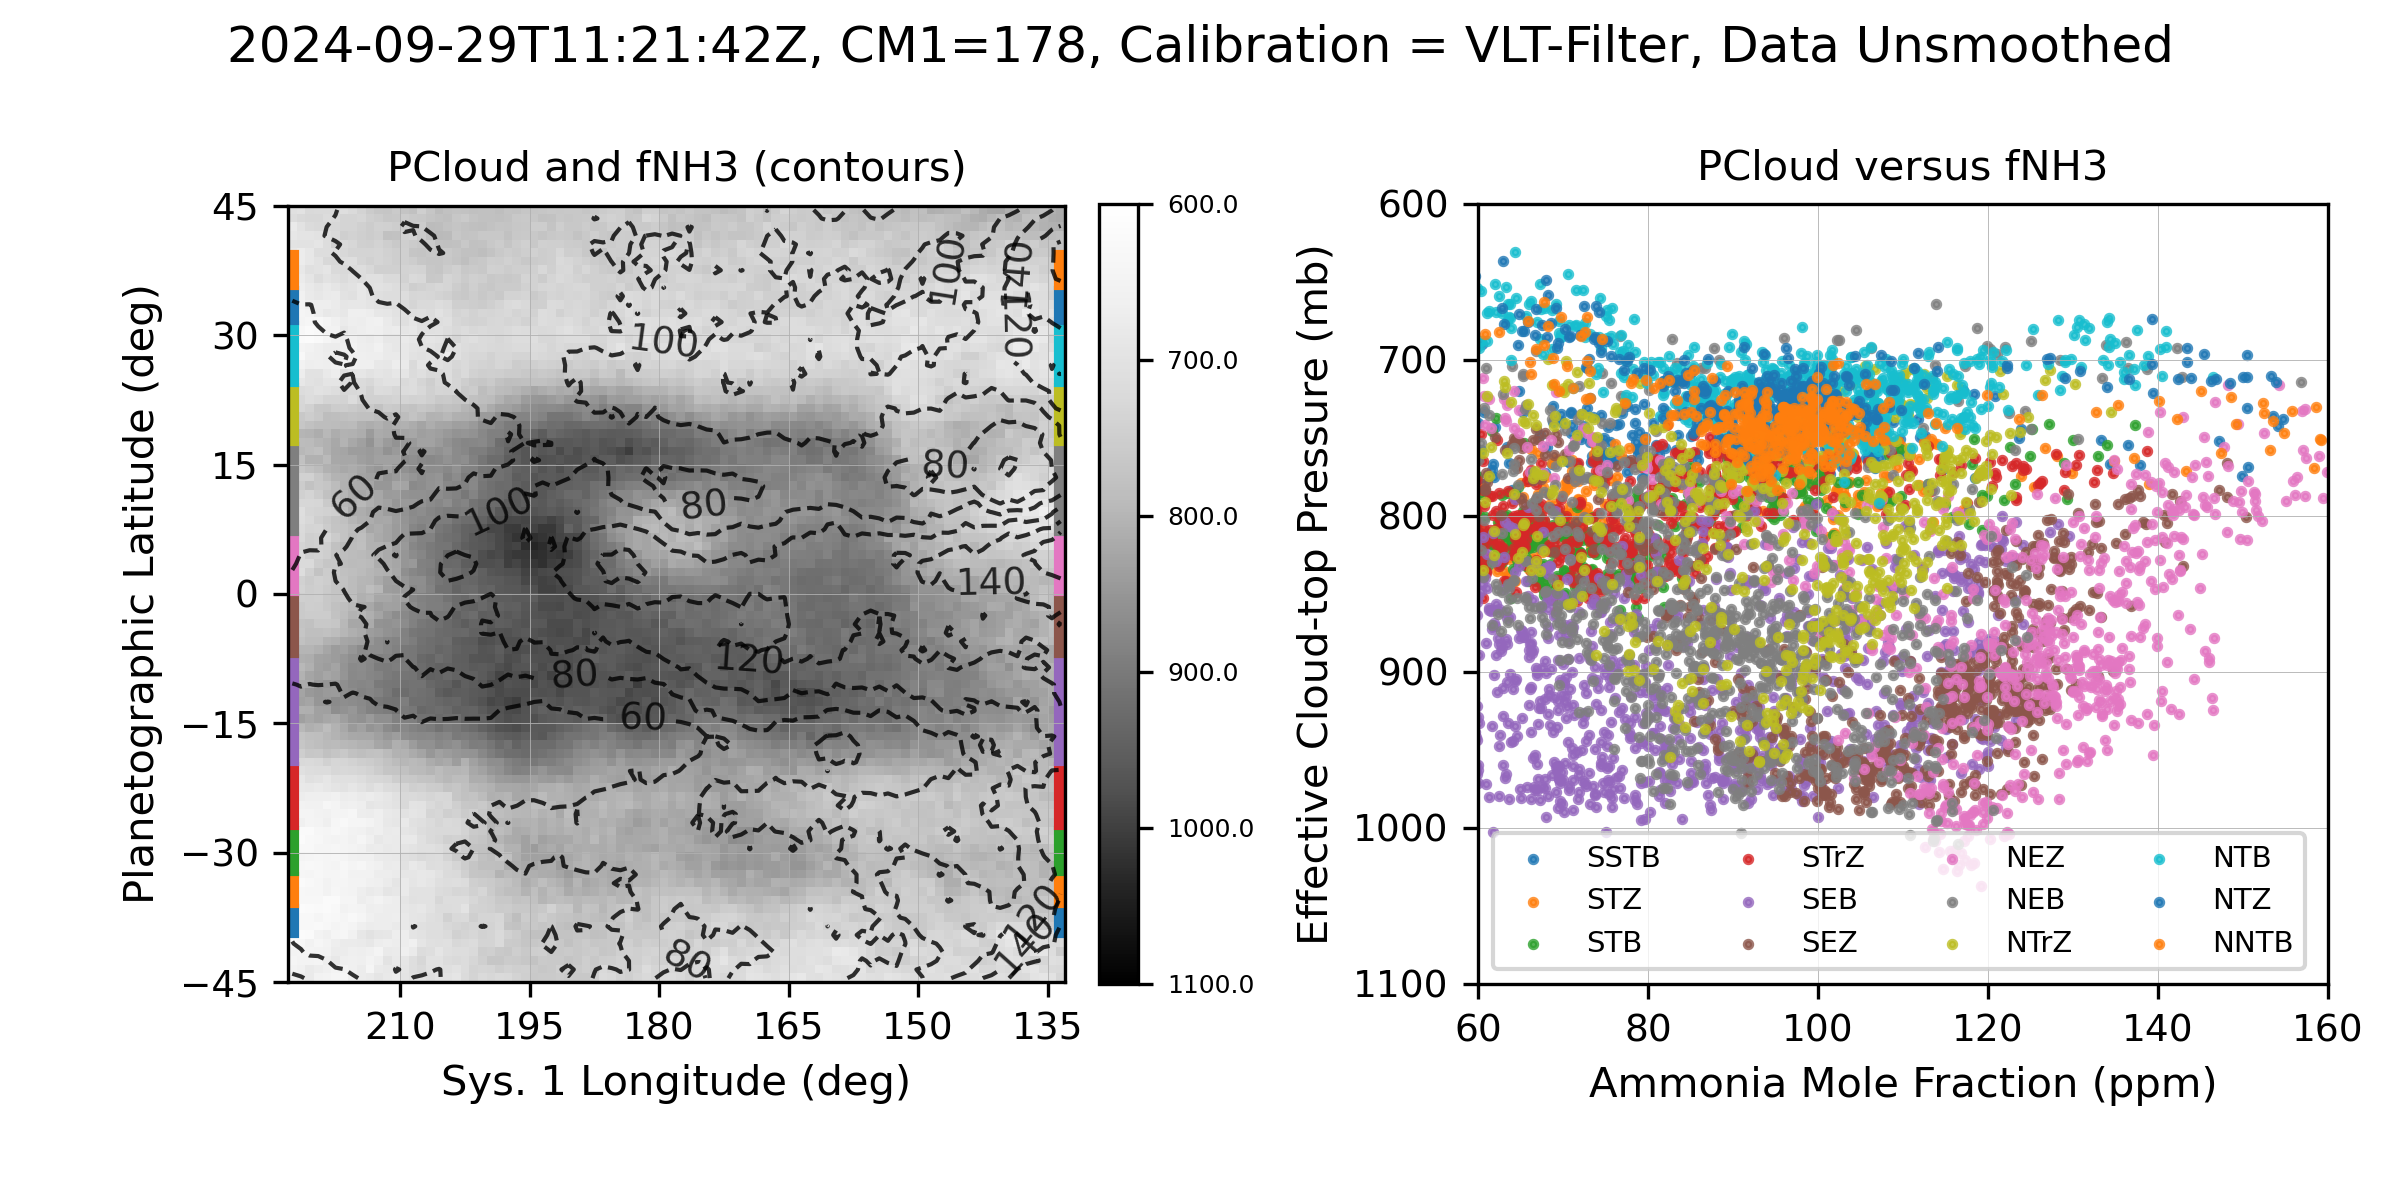 2024-09-29T11:21:42Z, CM1=178, Calibration = VLT-Filter, Data Unsmoothed
PCloud and fNH3 (contours)
Planetographic Latitude (deg)
45
30
15
0
−15
−30
−45
210 195 180 165 150 135
Sys. 1 Longitude (deg)
100
140
120
100
80
60
100
80
140
120
80
60
120
140
80
600.0
700.0
800.0
900.0
1000.0
1100.0
PCloud versus fNH3
Effective Cloud-top Pressure (mb)
600
700
800
900
1000
1100
60 80 100 120 140 160
Ammonia Mole Fraction (ppm)
SSTB STrZ NEZ NTB
STZ SEB NEB NTZ
STB SEZ NTrZ NNTB